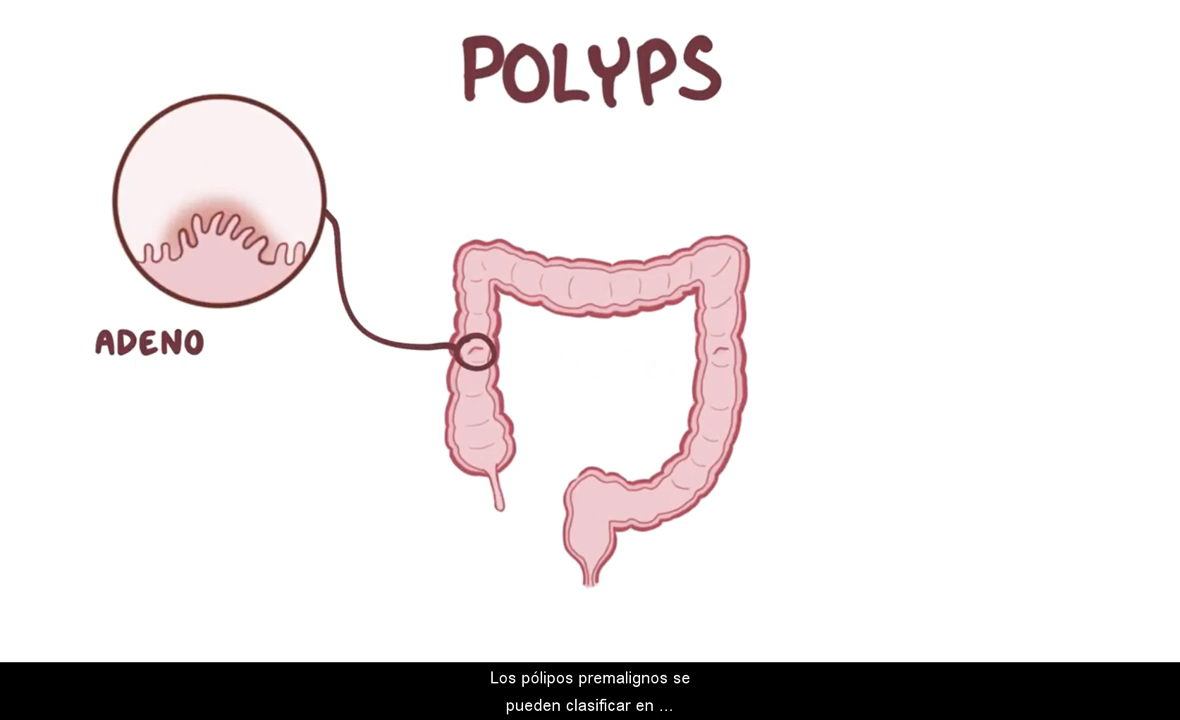 POLYPS
ADENO
Los pólipos premalignos se
pueden clasificar en ...